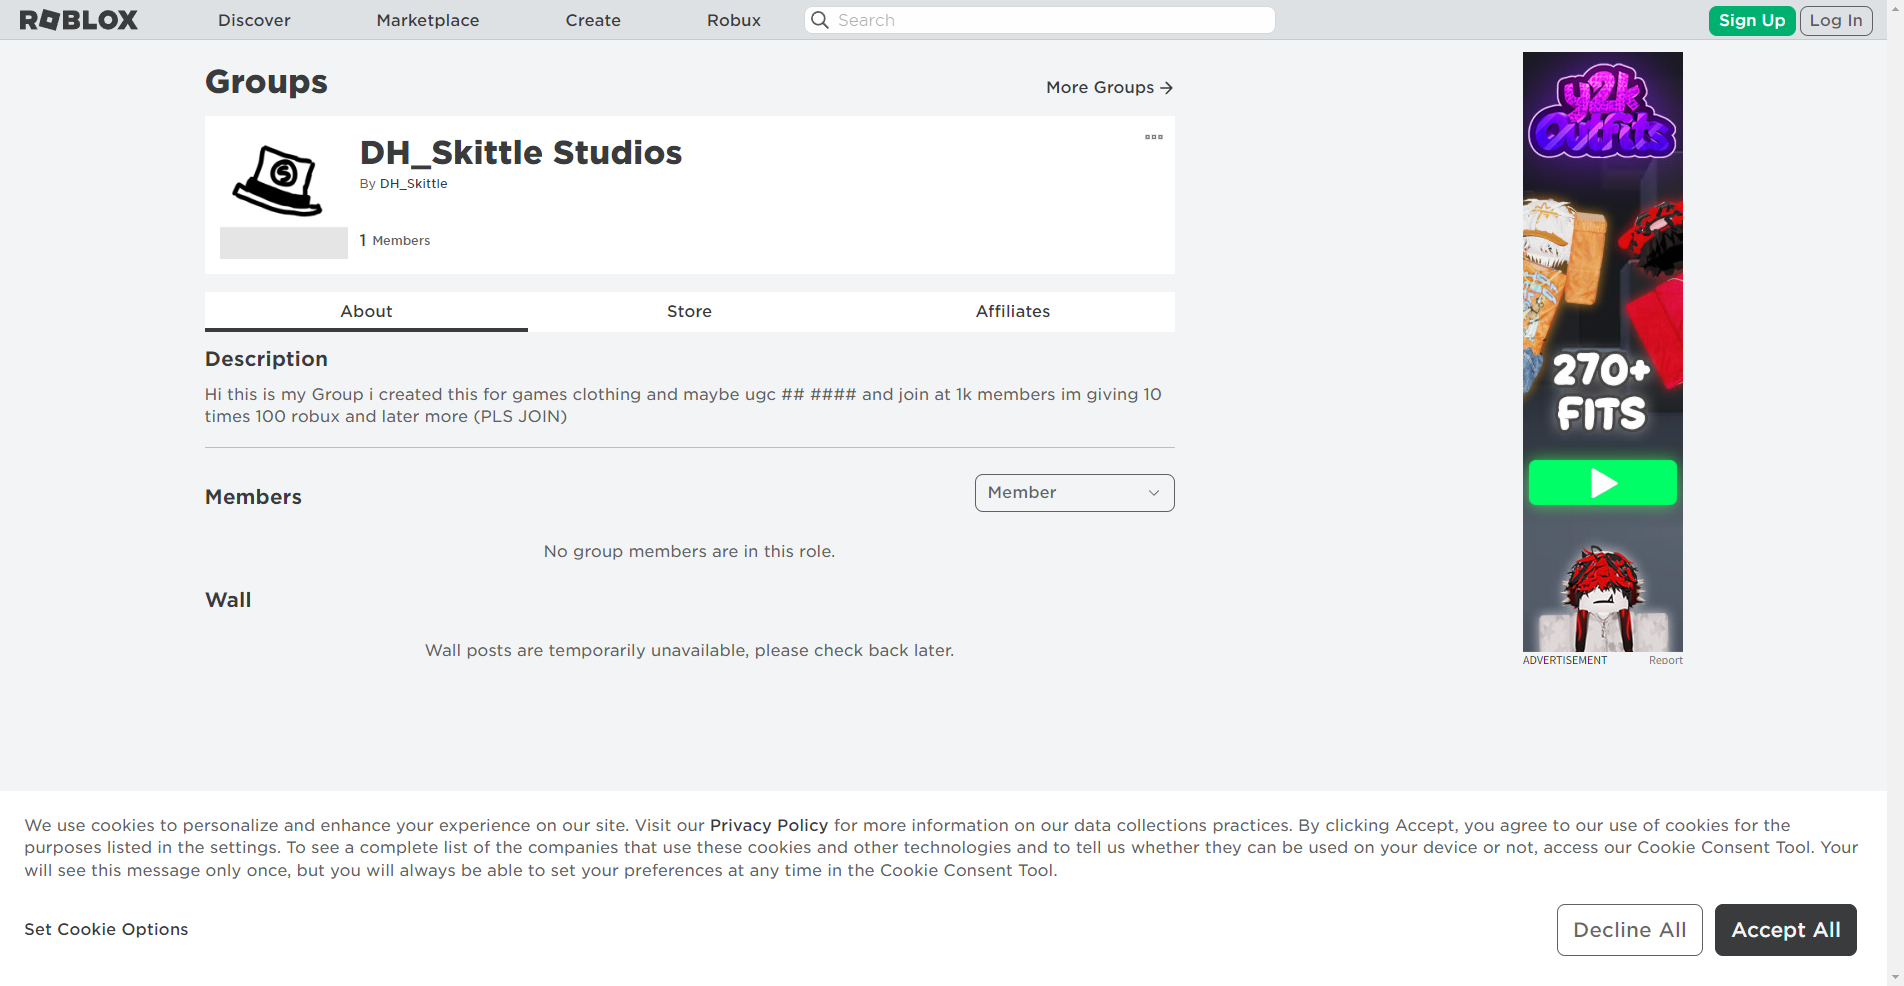 ROBLOX
Discover
Marketplace
Create
Robux
Search
Sign Up
Log In
Groups
More Groups
DH_Skittle Studios
By DH_Skittle
1 Members
About
Store
Affiliates
Description
Hi this is my Group i created this for games clothing and maybe ugc ## #### and join at 1k members im giving 10
times 100 robux and later more (PLS JOIN)
Members
Member
No group members are in this role.
Wall
Wall posts are temporarily unavailable, please check back later.
y2k
Outfits
270+
FITS
ADVERTISEMENT
Report
We use cookies to personalize and enhance your experience on our site. Visit our Privacy Policy for more information on our data collections practices. By clicking Accept, you agree to our use of cookies for the
purposes listed in the settings. To see a complete list of the companies that use these cookies and other technologies and to tell us whether they can be used on your device or not, access our Cookie Consent Tool. Your
will see this message only once, but you will always be able to set your preferences at any time in the Cookie Consent Tool.
Set Cookie Options
Decline All
Accept All